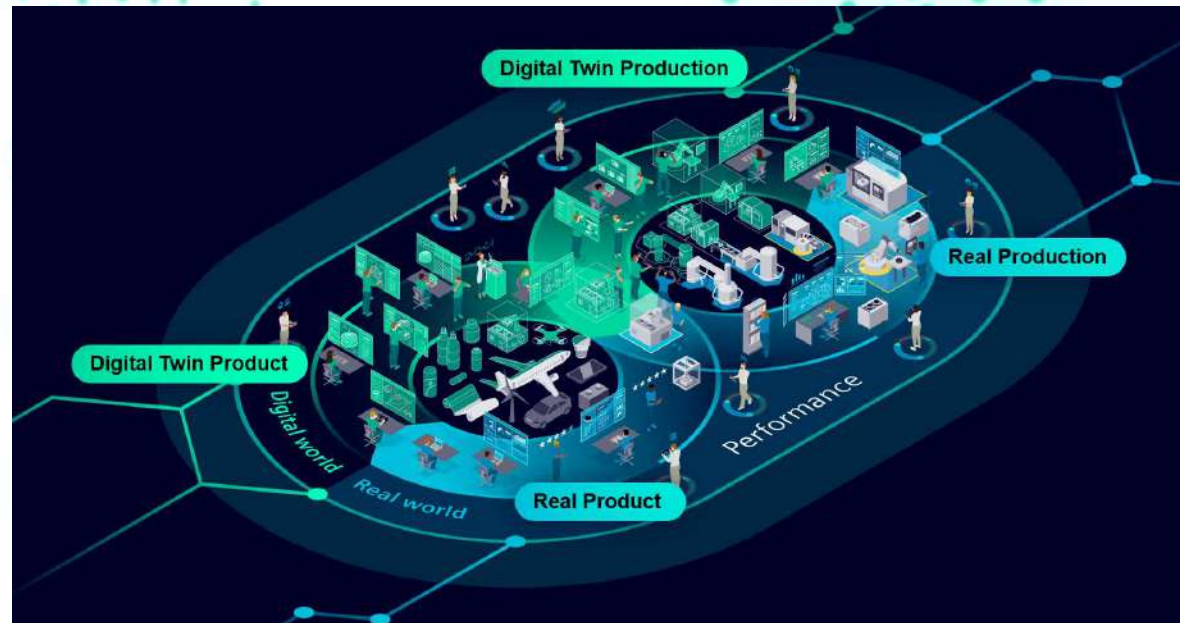 Digital Twin Production
Real Production
Digital Twin Product
Digital world
Real world
Real Product
Performance